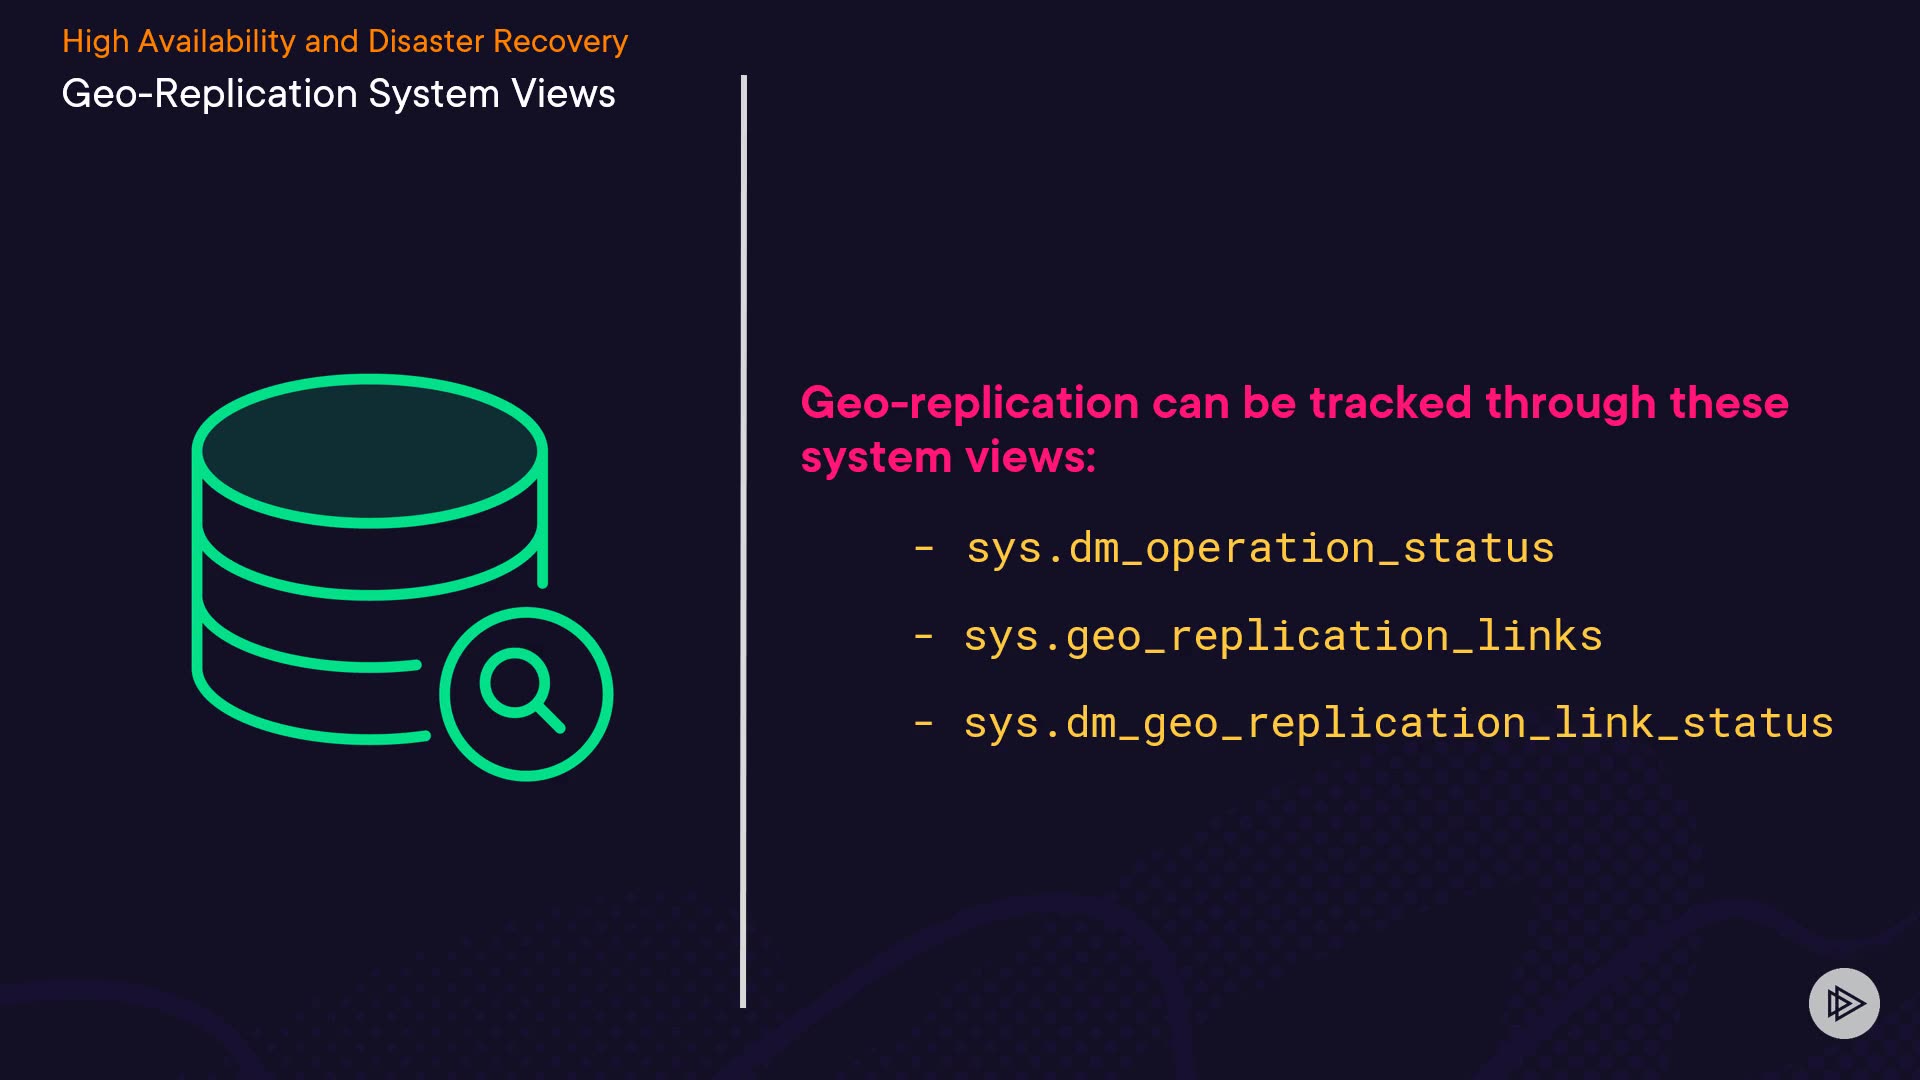 High Availability and Disaster Recovery
Geo-Replication System Views
Geo-replication can be tracked through these
system views:
- sys.dm_operation_status
- sys.geo_replication_links
- sys.dm_geo_replication_link_status